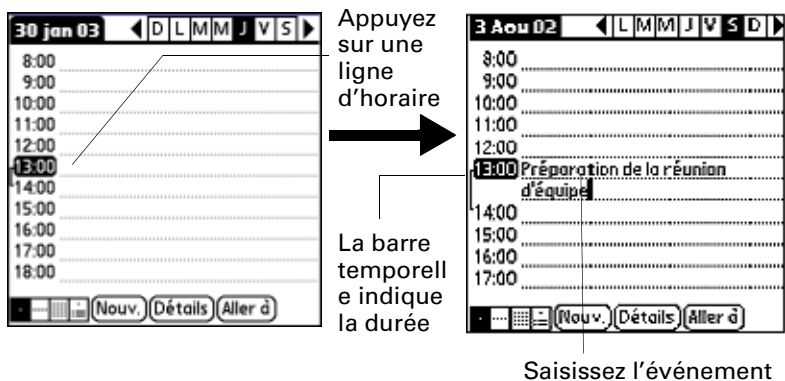 30 jan 03 D L M M J V S
8:00
9:00
10:00
11:00
12:00
13:00
14:00
15:00
16:00
17:00
18:00
Nouv. Détails Aller à
Appuyez
sur une
ligne
d'horaire
La barre
temporell
e indique
la durée
3 Aou 02 L M M J V S D
8:00
9:00
10:00
11:00
12:00
13:00 Préparation de la réunion
d'équipe
14:00
15:00
16:00
17:00
Nouv. Détails Aller à
Saisissez l'événement